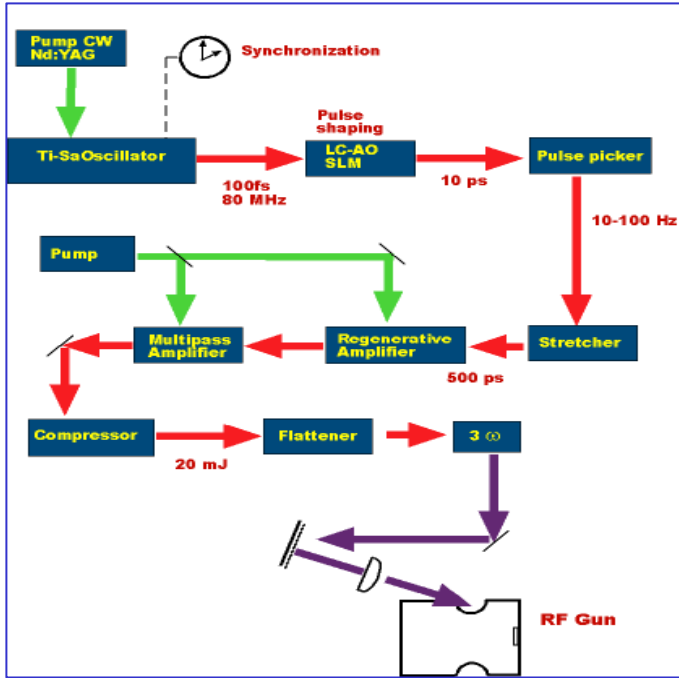 Pump CW
Nd:YAG
Synchronization
Pulse
shaping
Ti-SaOscillator
LC-AO
SLM
Pulse picker
100fs
80 MHz
10 ps
10-100 Hz
Pump
Multipass
Amplifier
Regenerative
Amplifier
Stretcher
500 ps
Compressor
Flattener
3 ω
20 mJ
RF Gun